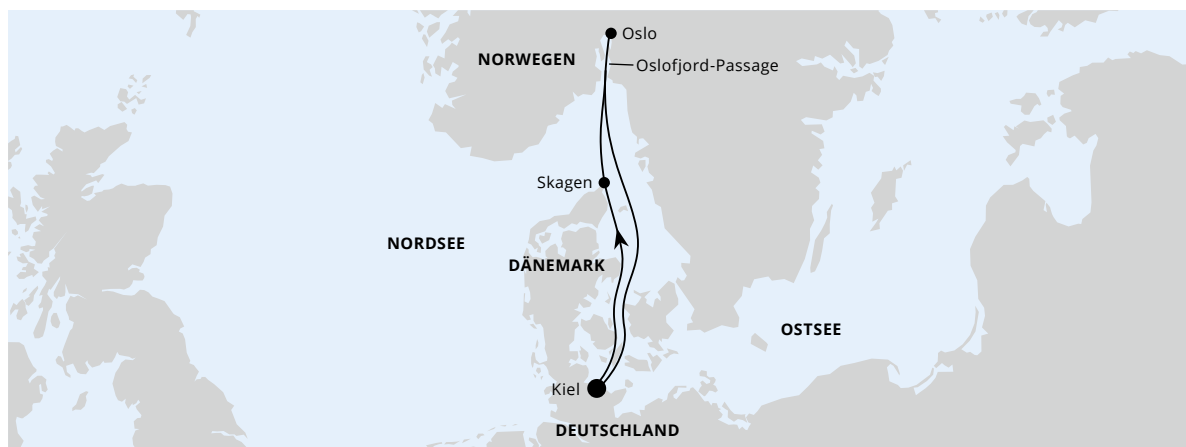 Oslo
NORWEGEN
Oslofjord-Passage
Skagen
NORDSEE
DÄNEMARK
OSTSEE
Kiel
DEUTSCHLAND